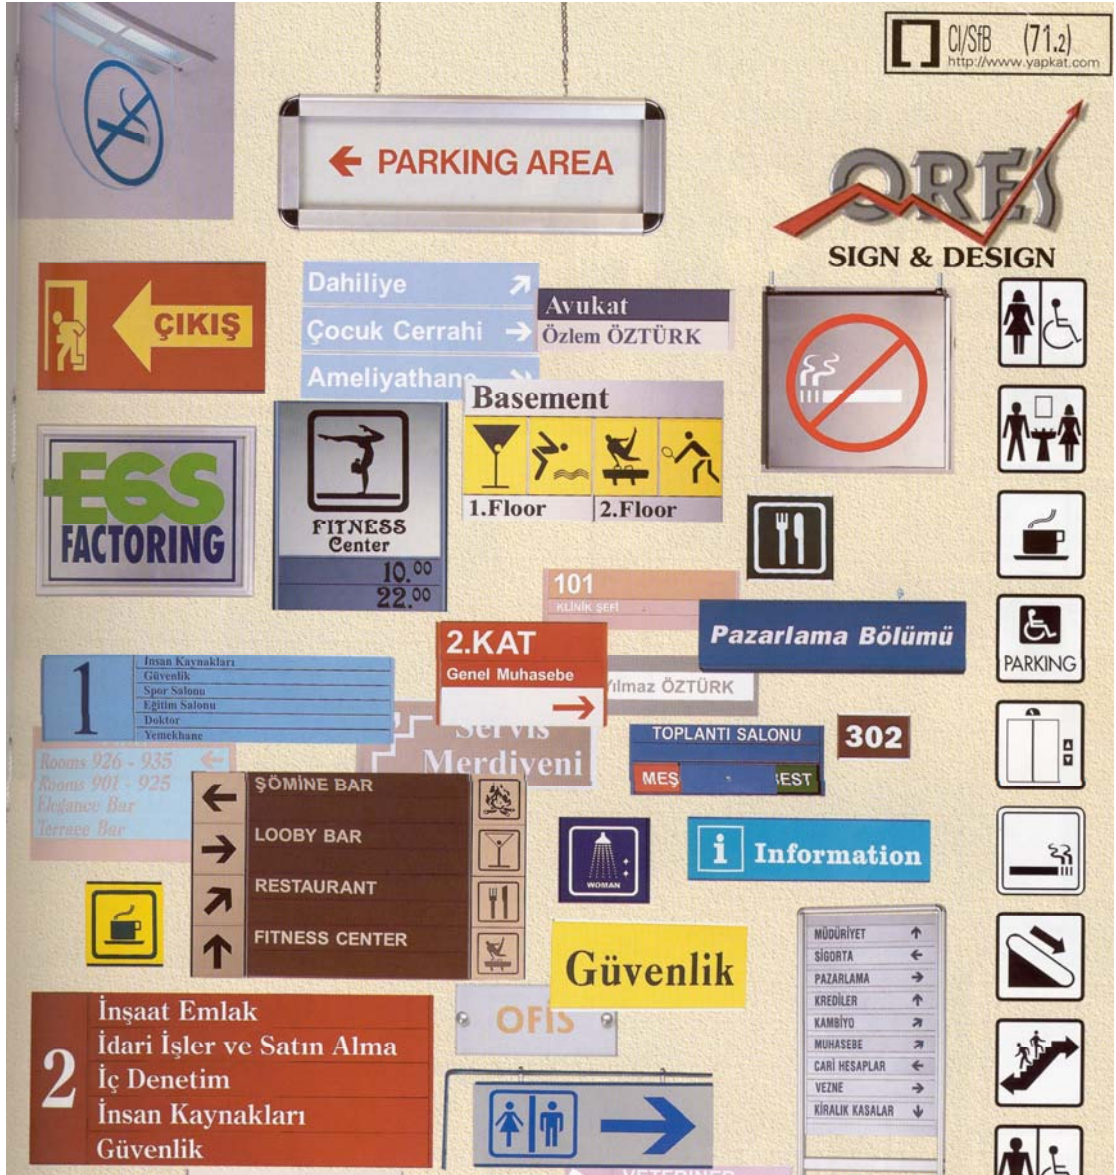 CI/SfB (71.2)
http://www.yapkat.com
← PARKING AREA
ORES
SIGN & DESIGN
ÇIKIŞ
Dahiliye ↗
Çocuk Cerrahi →
Ameliyathane
Avukat
Özlem ÖZTÜRK
Basement
1.Floor 2.Floor
EGS
FACTORING
FITNESS
Center
10.00
22.00
101
KLİNİK ŞEFİ
Pazarlama Bölümü
2.KAT
Genel Muhasebe
→
Yılmaz ÖZTÜRK
PARKING
1
İnsan Kaynakları
Güvenlik
Spor Salonu
Eğitim Salonu
Doktor
Yemekhane
Servis
Merdiveni
TOPLANTI SALONU
MEŞ EST
302
Rooms 926 - 935 ←
Rooms 901 - 925
Elegance Bar
Terrace Bar
← ŞÖMİNE BAR
→ LOOBY BAR
↗ RESTAURANT
↑ FITNESS CENTER
WOMAN
i Information
Güvenlik
MÜDÜRİYET ↑
SİGORTA ←
PAZARLAMA →
KREDİLER ↑
KAMBİYO ↗
MUHASEBE ↗
CARİ HESAPLAR ←
VEZNE →
KİRALIK KASALAR ↓
OFİS
2
İnşaat Emlak
İdari İşler ve Satın Alma
İç Denetim
İnsan Kaynakları
Güvenlik
→